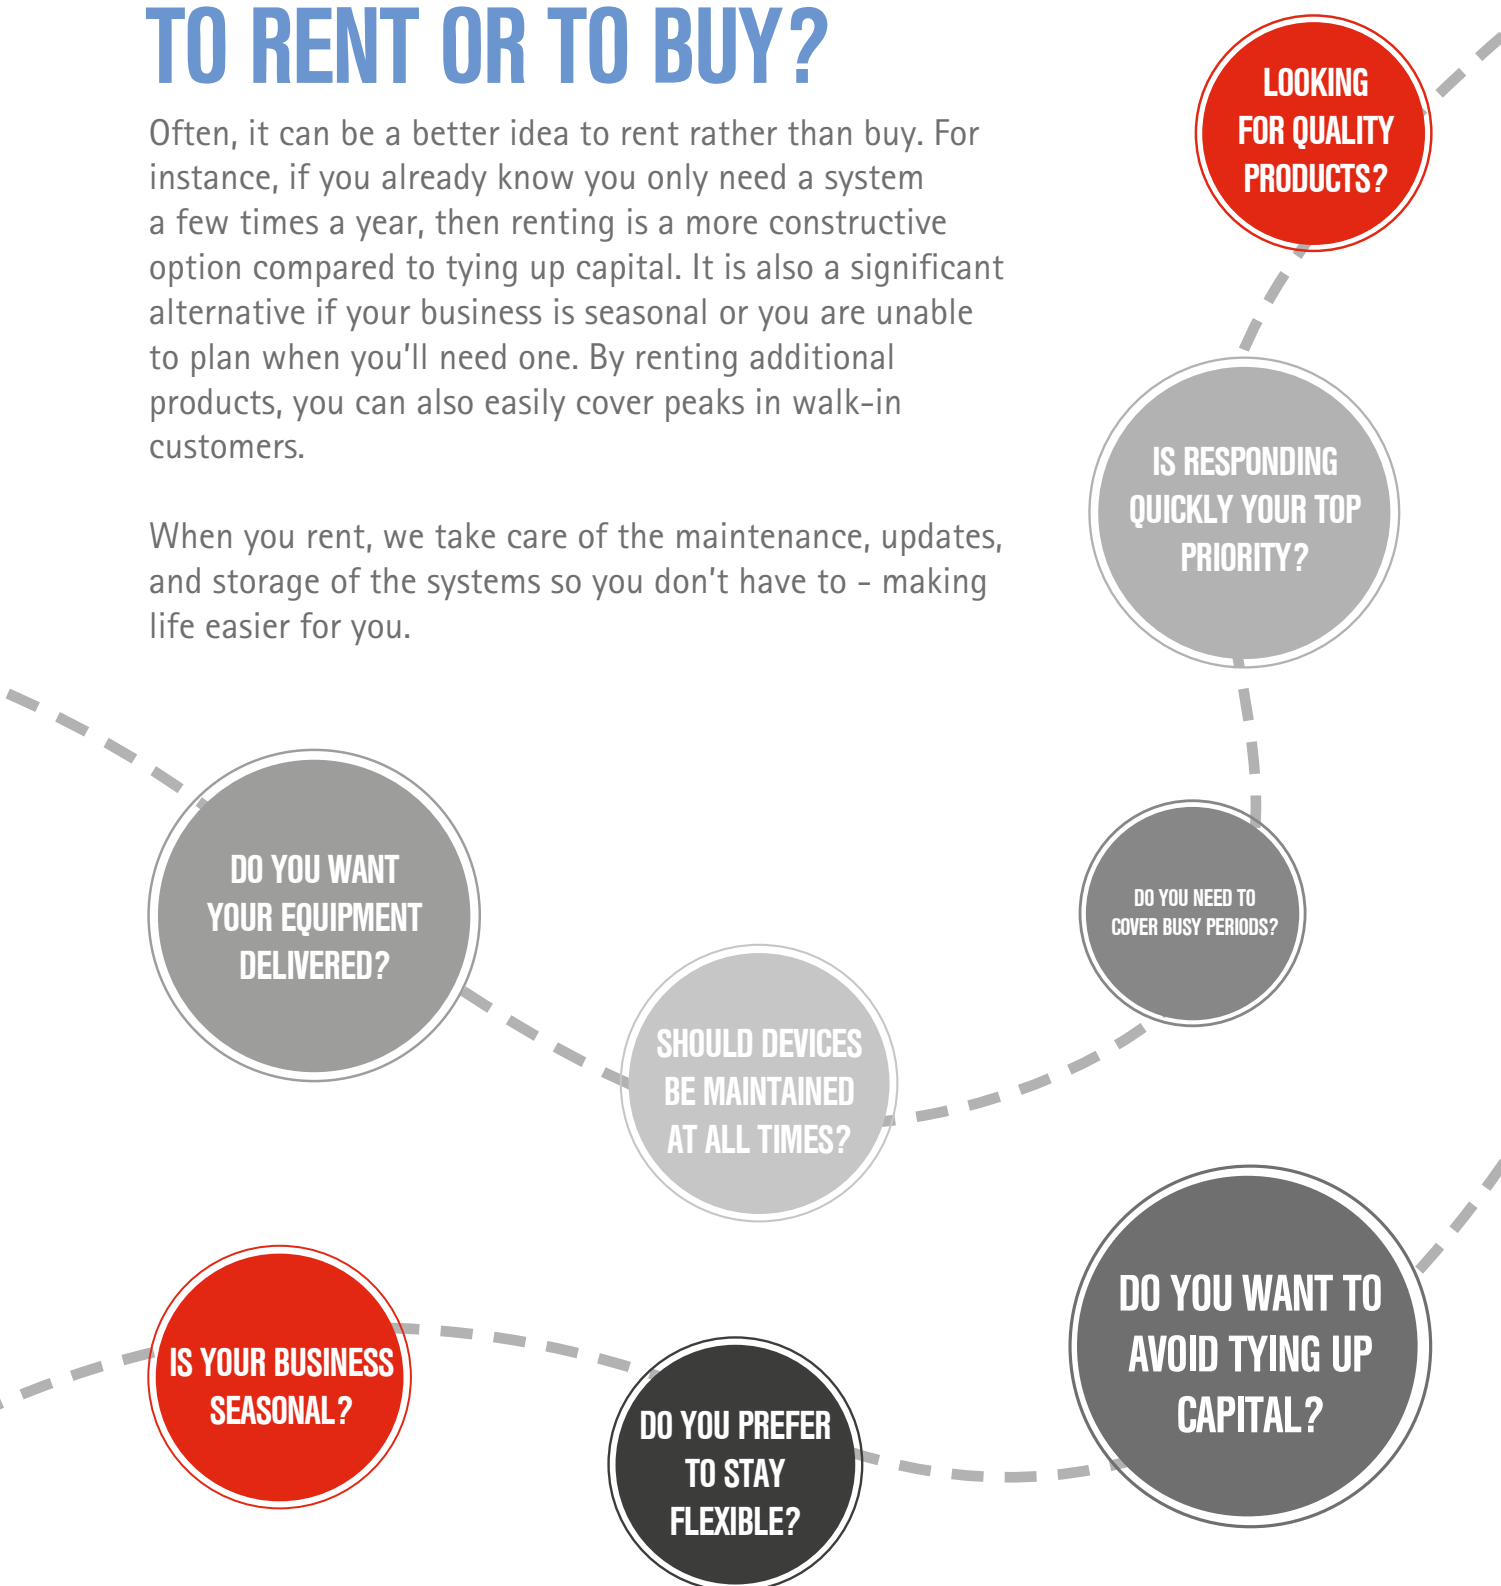 TO RENT OR TO BUY?
Often, it can be a better idea to rent rather than buy. For
instance, if you already know you only need a system
a few times a year, then renting is a more constructive
option compared to tying up capital. It is also a significant
alternative if your business is seasonal or you are unable
to plan when you'll need one. By renting additional
products, you can also easily cover peaks in walk-in
customers.
When you rent, we take care of the maintenance, updates,
and storage of the systems so you don't have to - making
life easier for you.
LOOKING
FOR QUALITY
PRODUCTS?
IS RESPONDING
QUICKLY YOUR TOP
PRIORITY?
DO YOU WANT
YOUR EQUIPMENT
DELIVERED?
DO YOU NEED TO
COVER BUSY PERIODS?
SHOULD DEVICES
BE MAINTAINED
AT ALL TIMES?
IS YOUR BUSINESS
SEASONAL?
DO YOU PREFER
TO STAY
FLEXIBLE?
DO YOU WANT TO
AVOID TYING UP
CAPITAL?